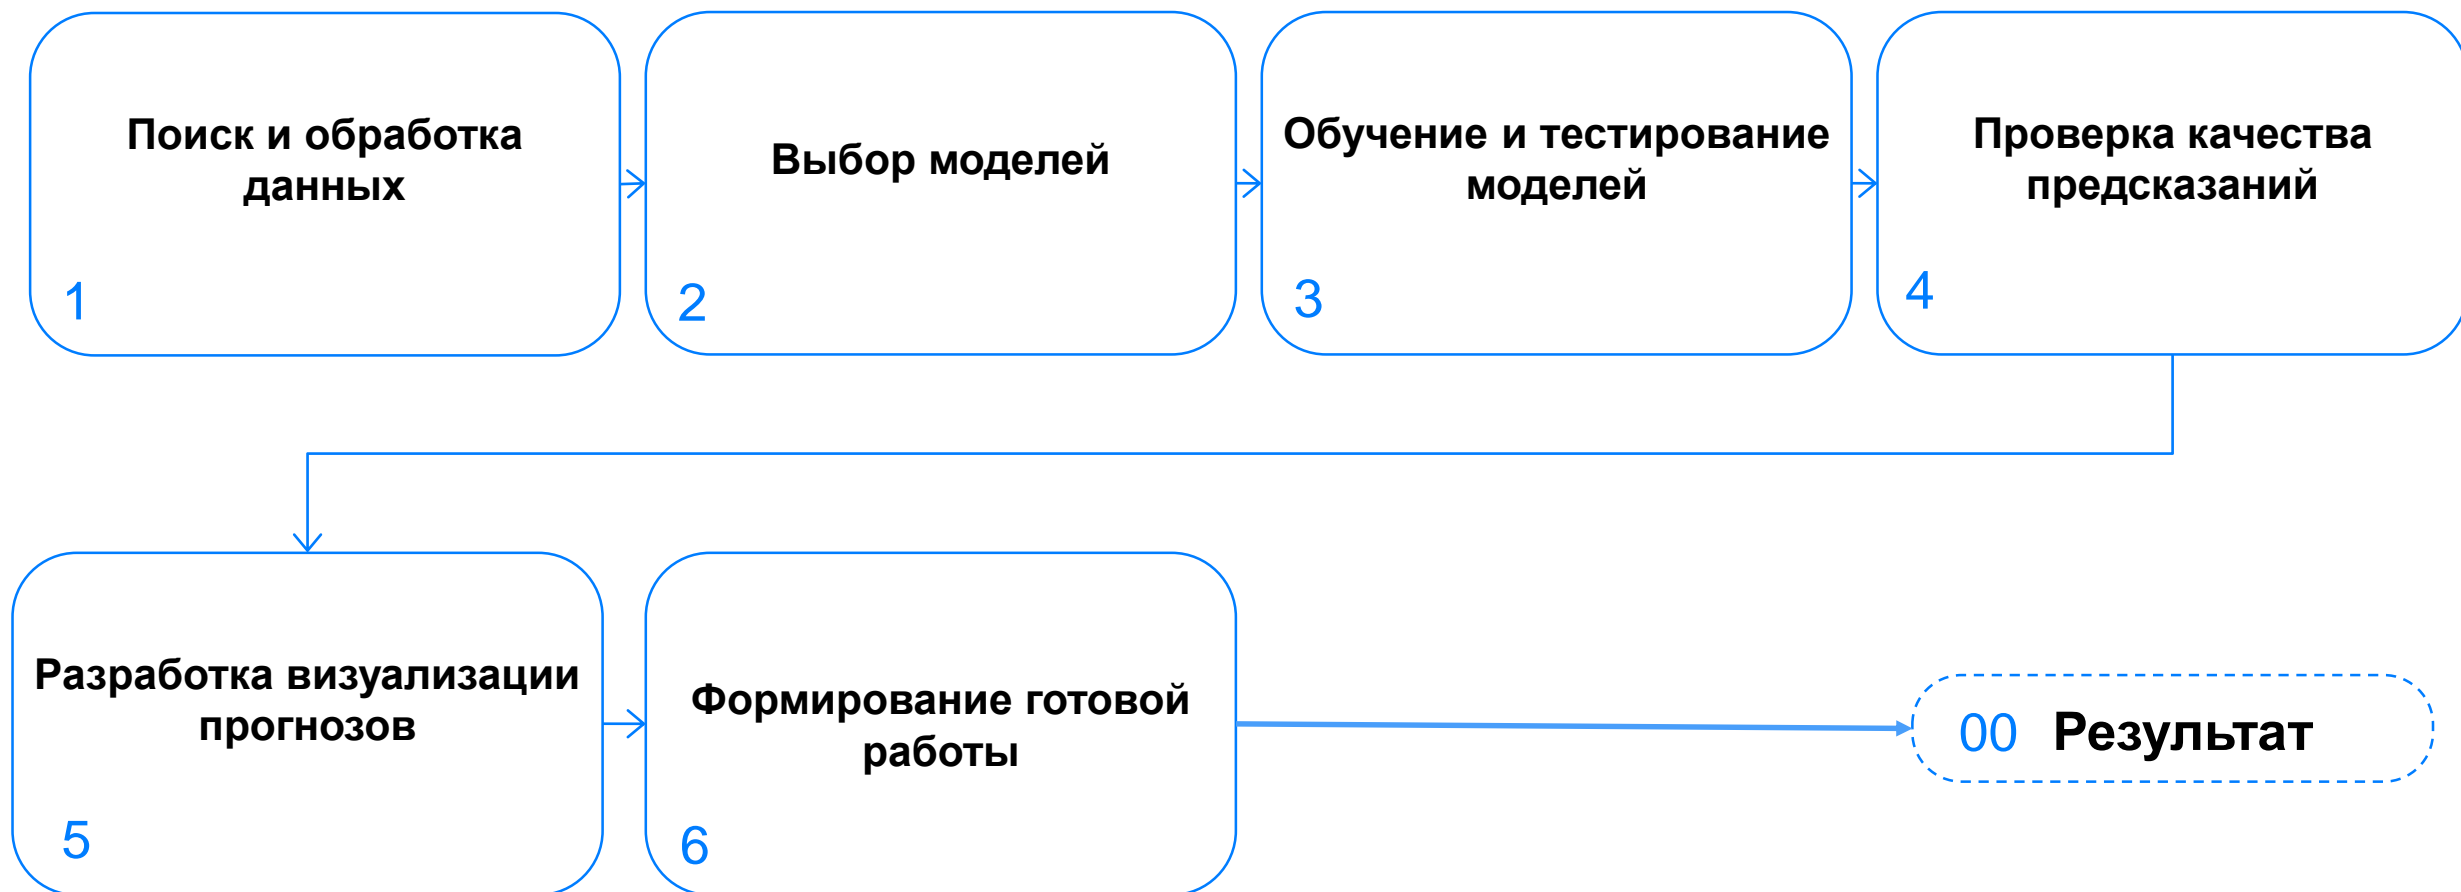 Поиск и обработка
данных
1
Выбор моделей
2
Обучение и тестирование
моделей
3
Проверка качества
предсказаний
4
Разработка визуализации
прогнозов
5
Формирование готовой
работы
6
00 Результат